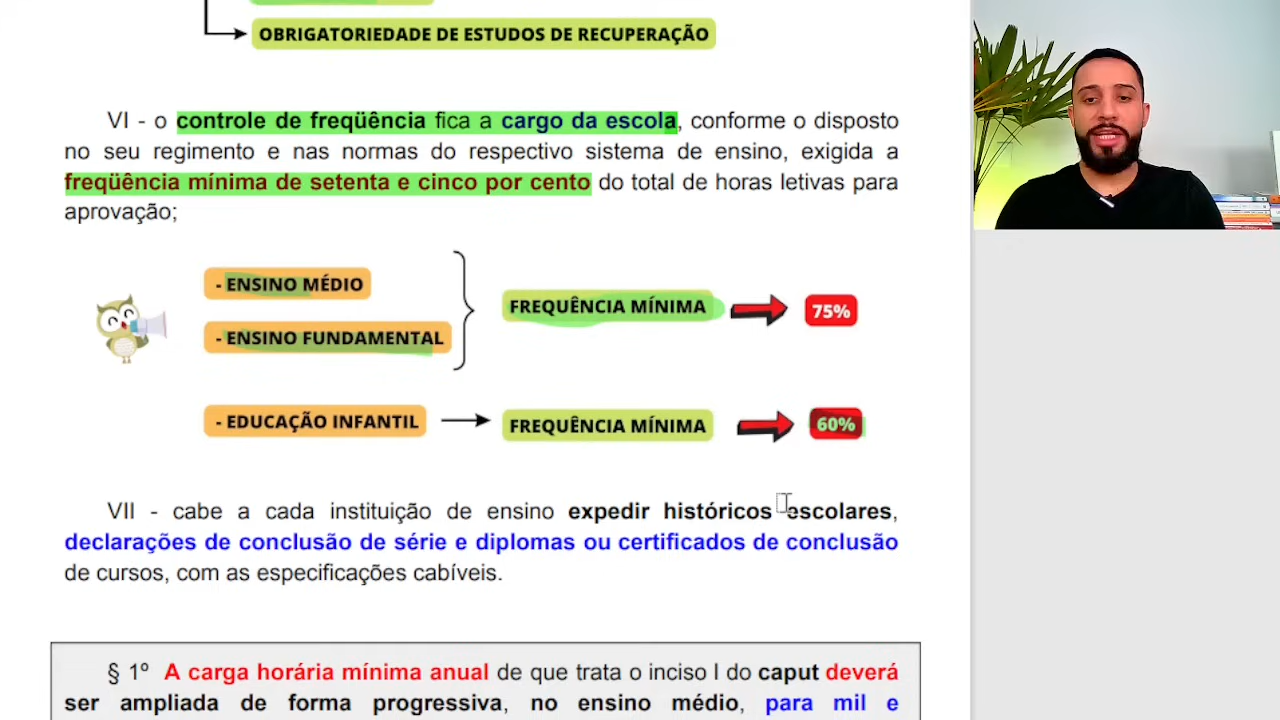 OBRIGATORIEDADE DE ESTUDOS DE RECUPERAÇÃO
VI - o controle de freqüência fica a cargo da escola, conforme o disposto
no seu regimento e nas normas do respectivo sistema de ensino, exigida a
freqüência mínima de setenta e cinco por cento do total de horas letivas para
aprovação;
- ENSINO MÉDIO
- ENSINO FUNDAMENTAL
FREQUÊNCIA MÍNIMA
75%
- EDUCAÇÃO INFANTIL
FREQUÊNCIA MÍNIMA
60%
VII - cabe a cada instituição de ensino expedir históricos escolares,
declarações de conclusão de série e diplomas ou certificados de conclusão
de cursos, com as especificações cabíveis.
§ 1º A carga horária mínima anual de que trata o inciso I do caput deverá
ser ampliada de forma progressiva, no ensino médio, para mil e